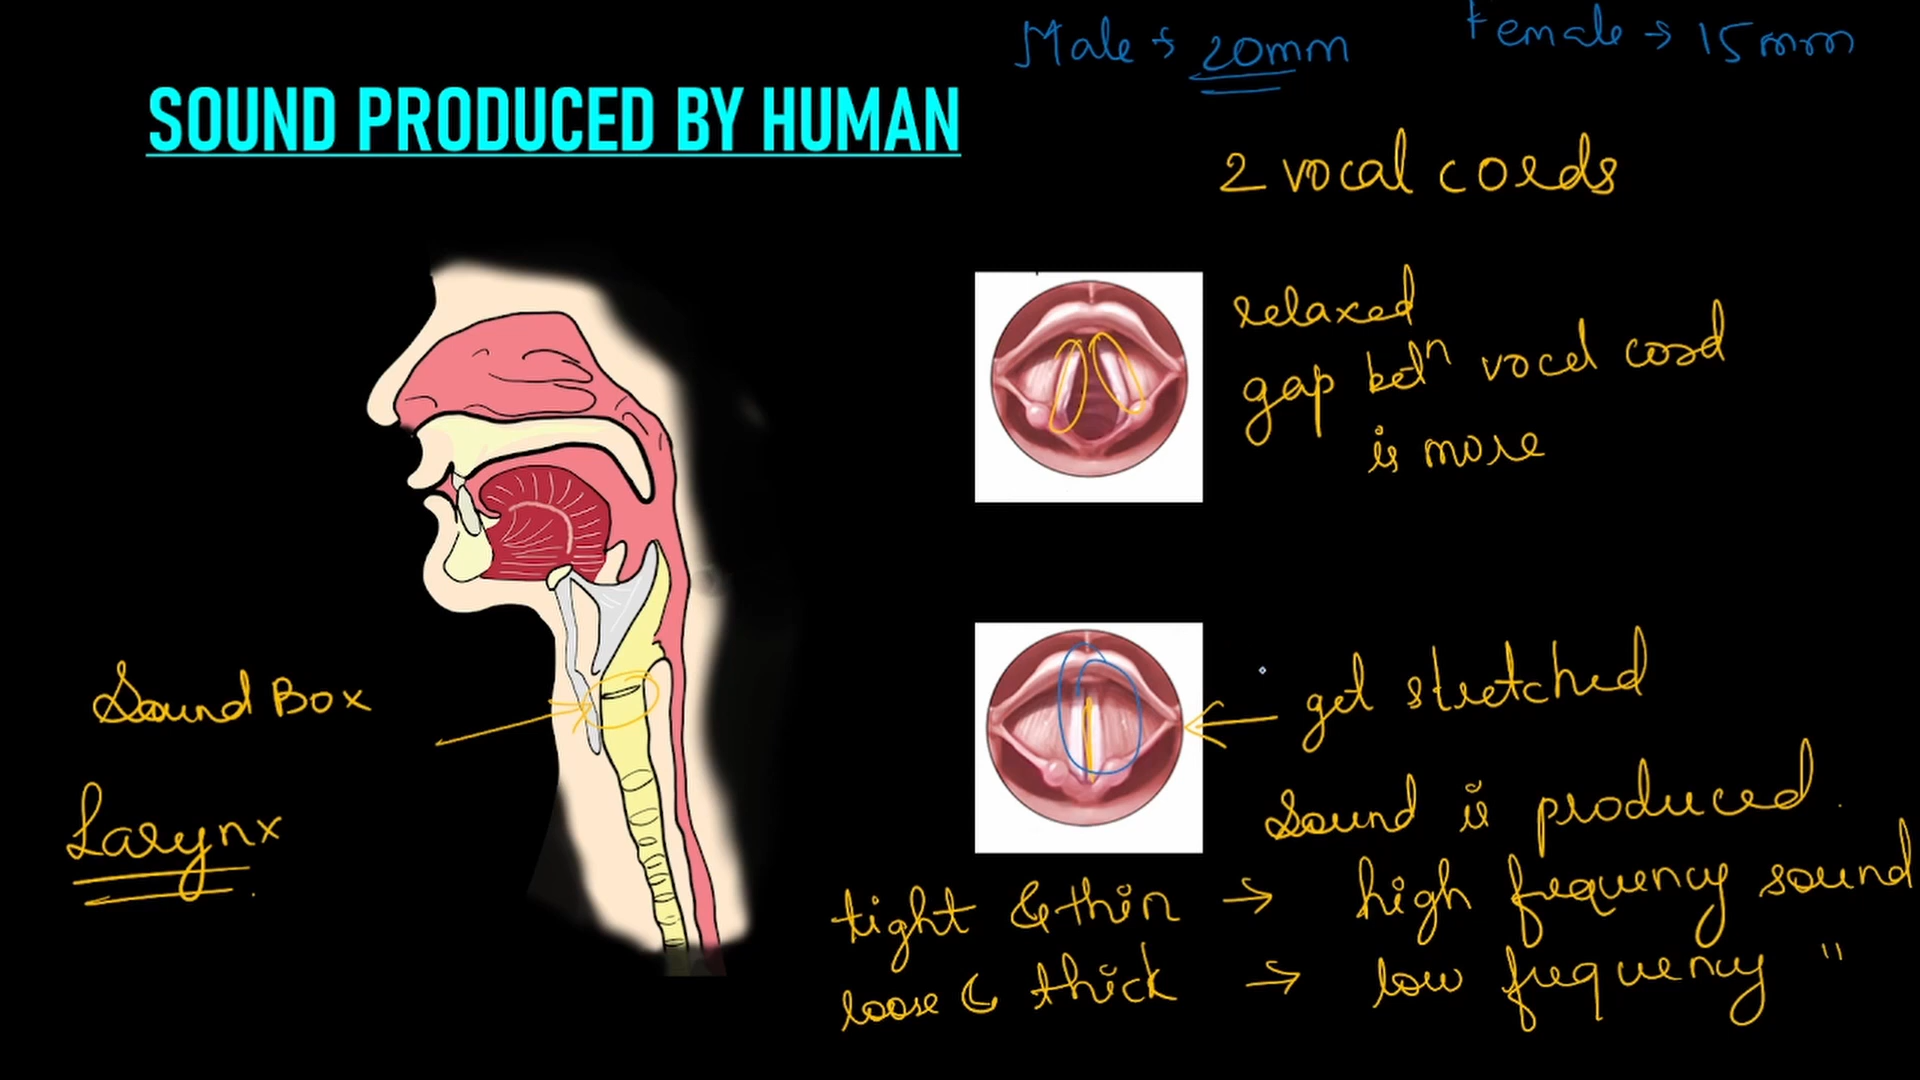 Male → 20mm
Female → 15mm
SOUND PRODUCED BY HUMAN
2 vocal cords
relaxed
gap betⁿ vocal cord
is more
Sound Box
Larynx
get stretched
Sound is produced.
tight & thin → high frequency sound
loose & thick → low frequency "